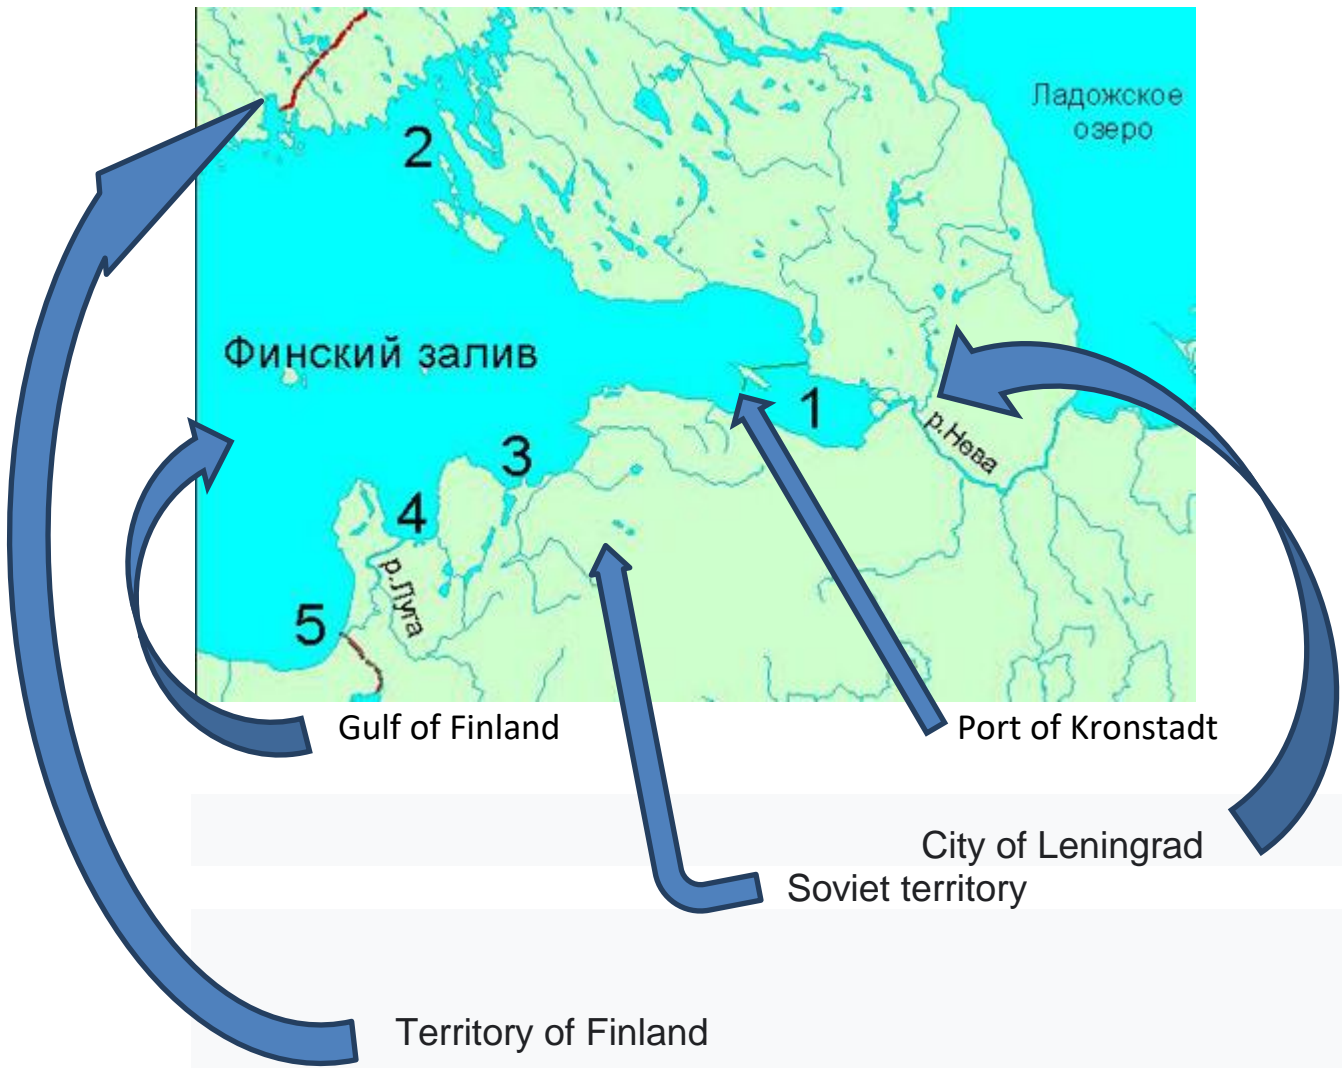 Ладожское
озеро
2
Финский залив
1
р.Нева
3
4
р.Луга
5
Gulf of Finland
Port of Kronstadt
City of Leningrad
Soviet territory
Territory of Finland